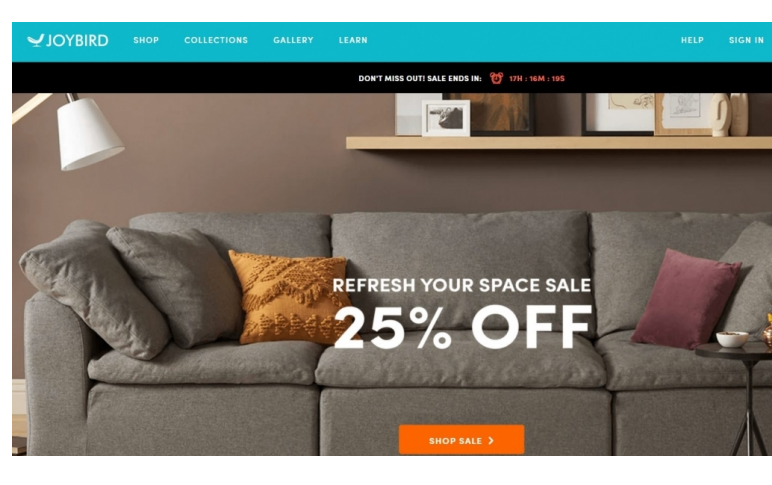 JOYBIRD SHOP COLLECTIONS GALLERY LEARN HELP SIGN IN
DON'T MISS OUT! SALE ENDS IN: 17H : 16M : 19S
REFRESH YOUR SPACE SALE
25% OFF
SHOP SALE